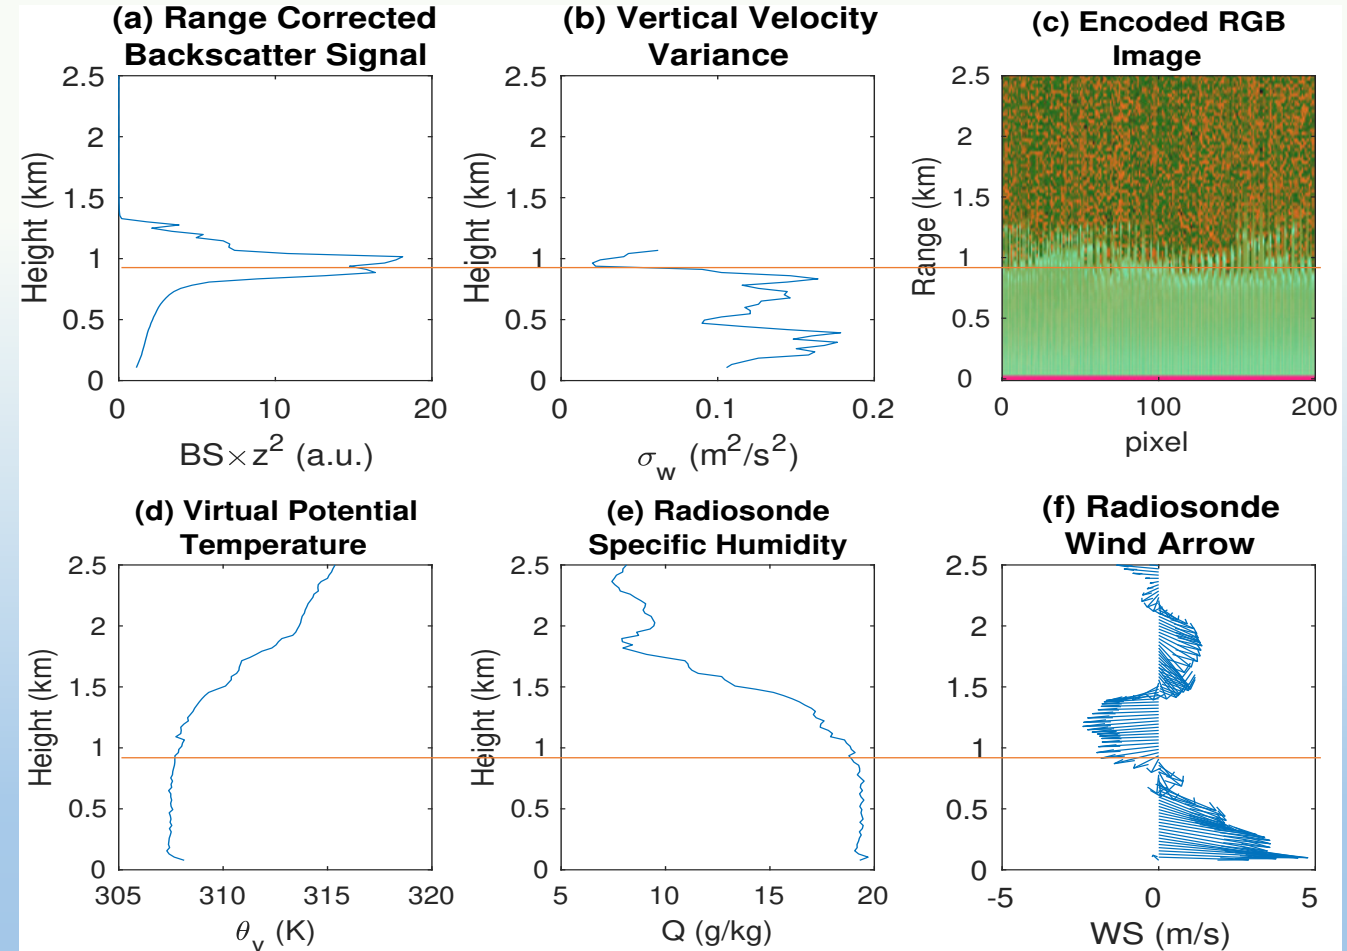 (a) Range Corrected
Backscatter Signal
2.5
2
1.5
1
0.5
0
Height (km)
0 10 20
BS×z² (a.u.)
(b) Vertical Velocity
Variance
2.5
2
1.5
1
0.5
0
Height (km)
0 0.1 0.2
σ_w (m²/s²)
(c) Encoded RGB
Image
2.5
2
1.5
1
0.5
0
Range (km)
0 100 200
pixel
(d) Virtual Potential
Temperature
2.5
2
1.5
1
0.5
0
Height (km)
305 310 315 320
θ_v (K)
(e) Radiosonde
Specific Humidity
2.5
2
1.5
1
0.5
0
Height (km)
5 10 15 20
Q (g/kg)
(f) Radiosonde
Wind Arrow
2.5
2
1.5
1
0.5
0
Height (km)
-5 0 5
WS (m/s)